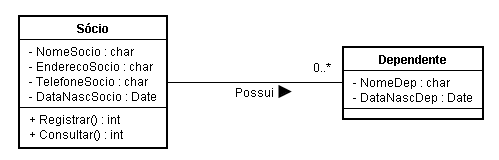 Sócio
- NomeSocio : char
- EnderecoSocio : char
- TelefoneSocio : char
- DataNascSocio : Date
+ Registrar() : int
+ Consultar() : int
0..*
Possui ▶
Dependente
- NomeDep : char
- DataNascDep : Date